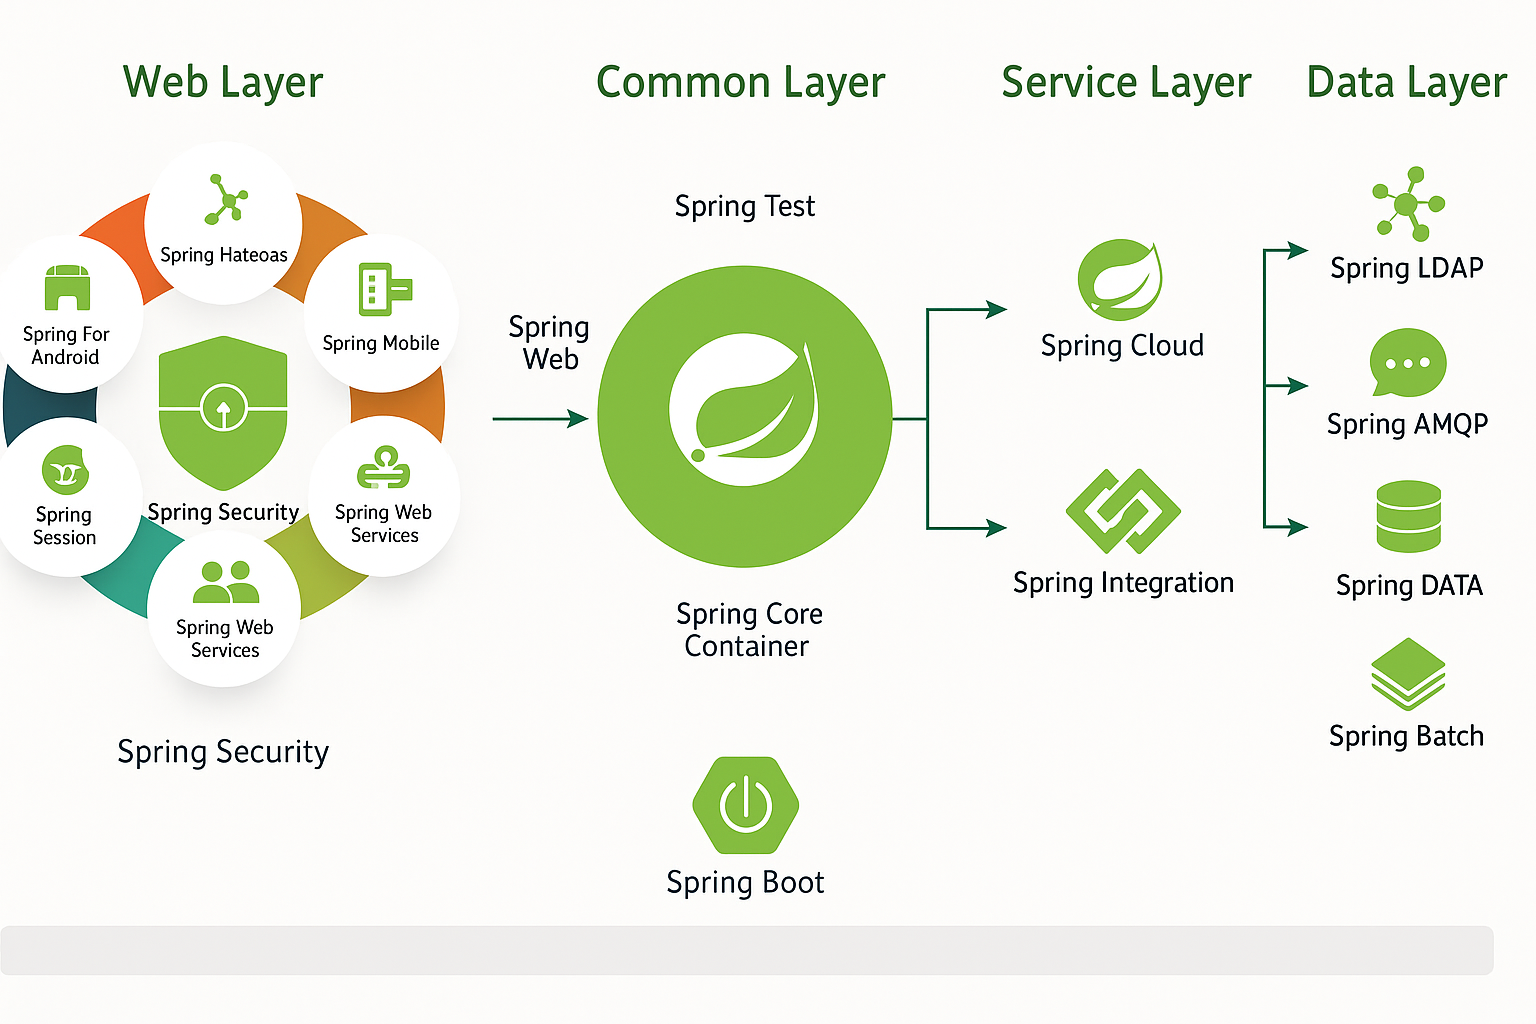 Web Layer
Common Layer
Service Layer
Data Layer
Spring Hateoas
Spring For
Android
Spring Mobile
Spring Security
Spring
Session
Spring Web
Services
Spring Web
Services
Spring Security
Spring
Web
Spring Test
Spring Core
Container
Spring Boot
Spring Cloud
Spring Integration
Spring LDAP
Spring AMQP
Spring DATA
Spring Batch